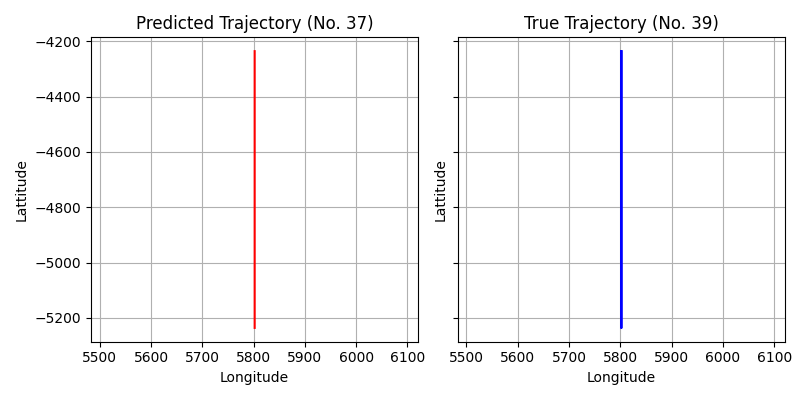 Predicted Trajectory (No. 37)
−4200
−4400
−4600
−4800
−5000
−5200
Lattitude
5500 5600 5700 5800 5900 6000 6100
Longitude
True Trajectory (No. 39)
Lattitude
5500 5600 5700 5800 5900 6000 6100
Longitude